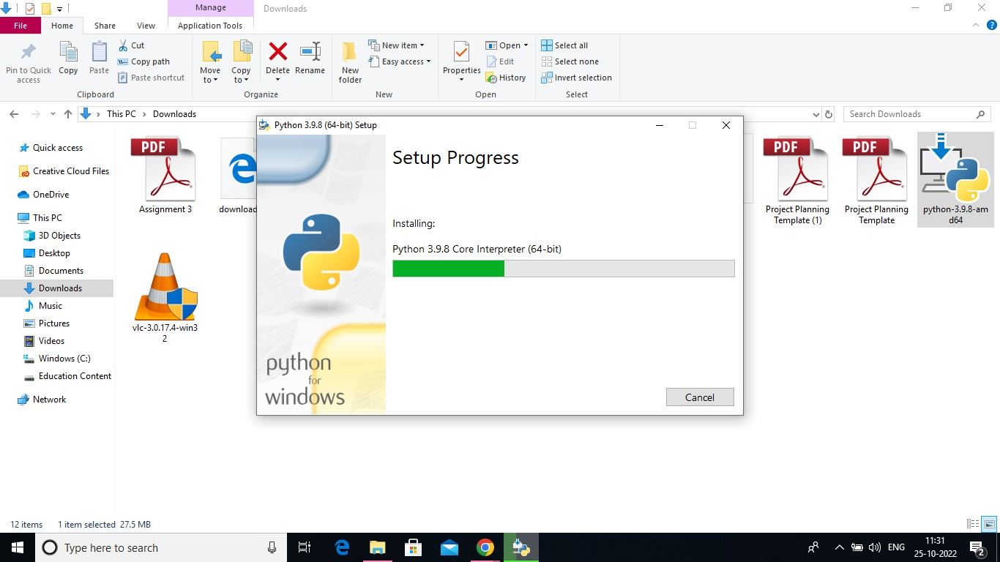 Manage
Downloads
File
Home
Share
View
Application Tools
Pin to Quick
access
Copy
Paste
Cut
Copy path
Paste shortcut
Clipboard
Move
to
Copy
to
Delete
Rename
Organize
New
folder
New item
Easy access
New
Properties
Open
Edit
History
Open
Select all
Select none
Invert selection
Select
This PC
Downloads
Search Downloads
Quick access
Creative Cloud Files
OneDrive
This PC
3D Objects
Desktop
Documents
Downloads
Music
Pictures
Videos
Windows (C:)
Education Content
Network
PDF
Assignment 3
download
vlc-3.0.17.4-win3
2
Python 3.9.8 (64-bit) Setup
Setup Progress
Installing:
Python 3.9.8 Core Interpreter (64-bit)
python
for
windows
Cancel
PDF
Project Planning
Template (1)
PDF
Project Planning
Template
python-3.9.8-am
d64
12 items
1 item selected 27.5 MB
Type here to search
ENG
11:31
25-10-2022
2